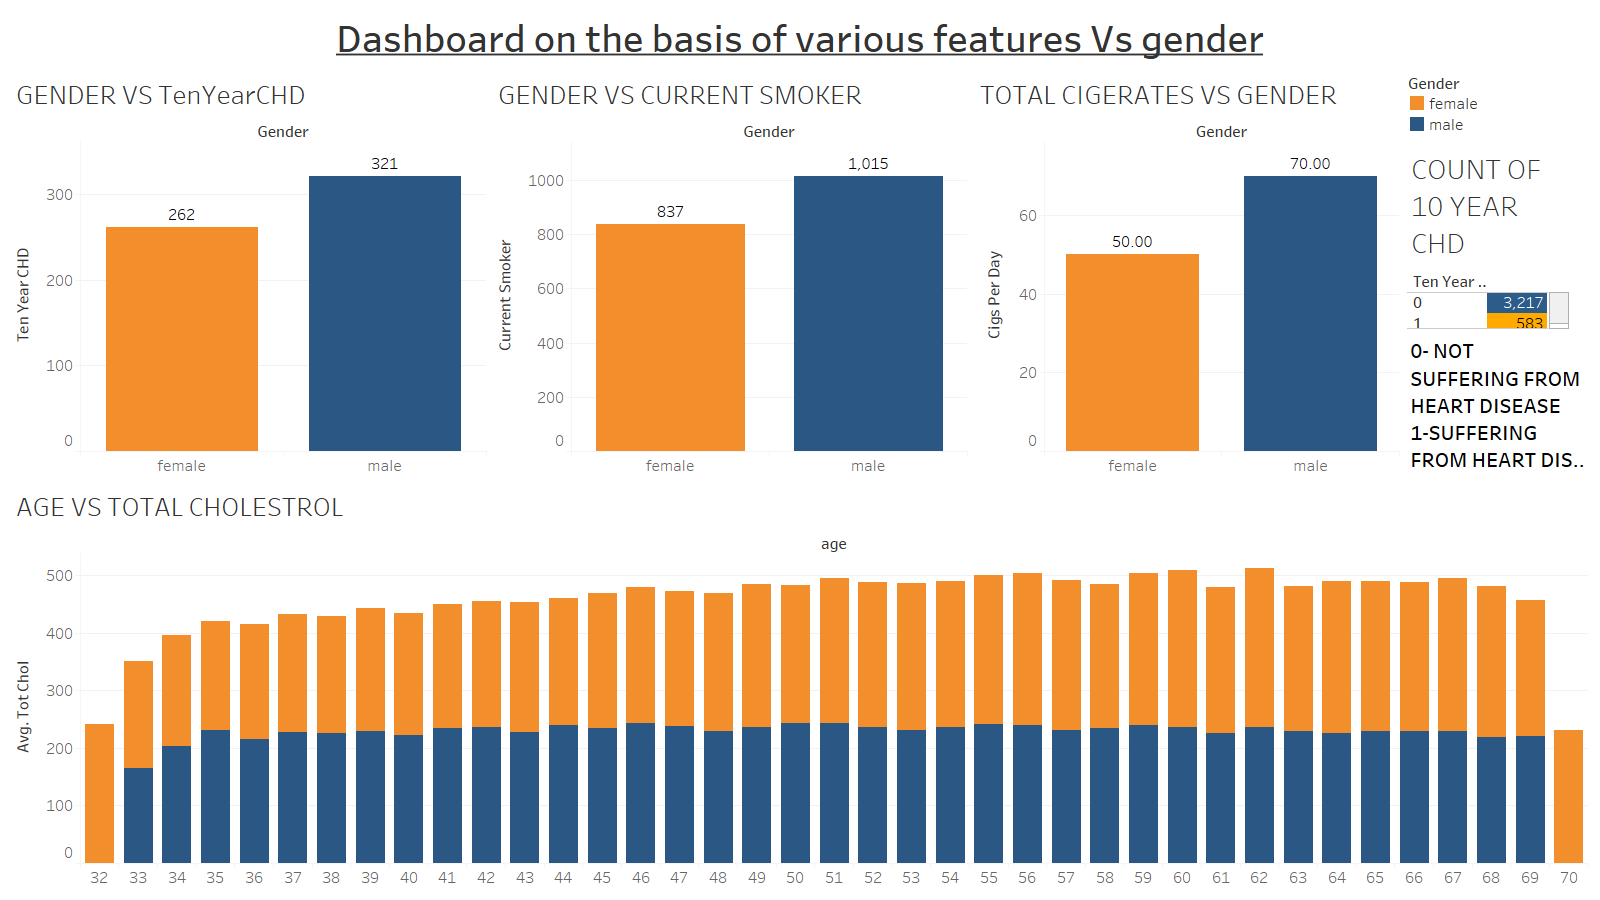 Dashboard on the basis of various features Vs gender
GENDER VS TenYearCHD
Gender
Ten Year CHD
300
200
100
0
262
321
female
male
GENDER VS CURRENT SMOKER
Gender
Current Smoker
1000
800
600
400
200
0
837
1,015
female
male
TOTAL CIGERATES VS GENDER
Gender
Cigs Per Day
60
40
20
0
50.00
70.00
female
male
Gender
female
male
COUNT OF
10 YEAR
CHD
Ten Year ..
0 3,217
1 583
0- NOT
SUFFERING FROM
HEART DISEASE
1-SUFFERING
FROM HEART DIS..
AGE VS TOTAL CHOLESTROL
age
Avg. Tot Chol
500
400
300
200
100
0
32 33 34 35 36 37 38 39 40 41 42 43 44 45 46 47 48 49 50 51 52 53 54 55 56 57 58 59 60 61 62 63 64 65 66 67 68 69 70